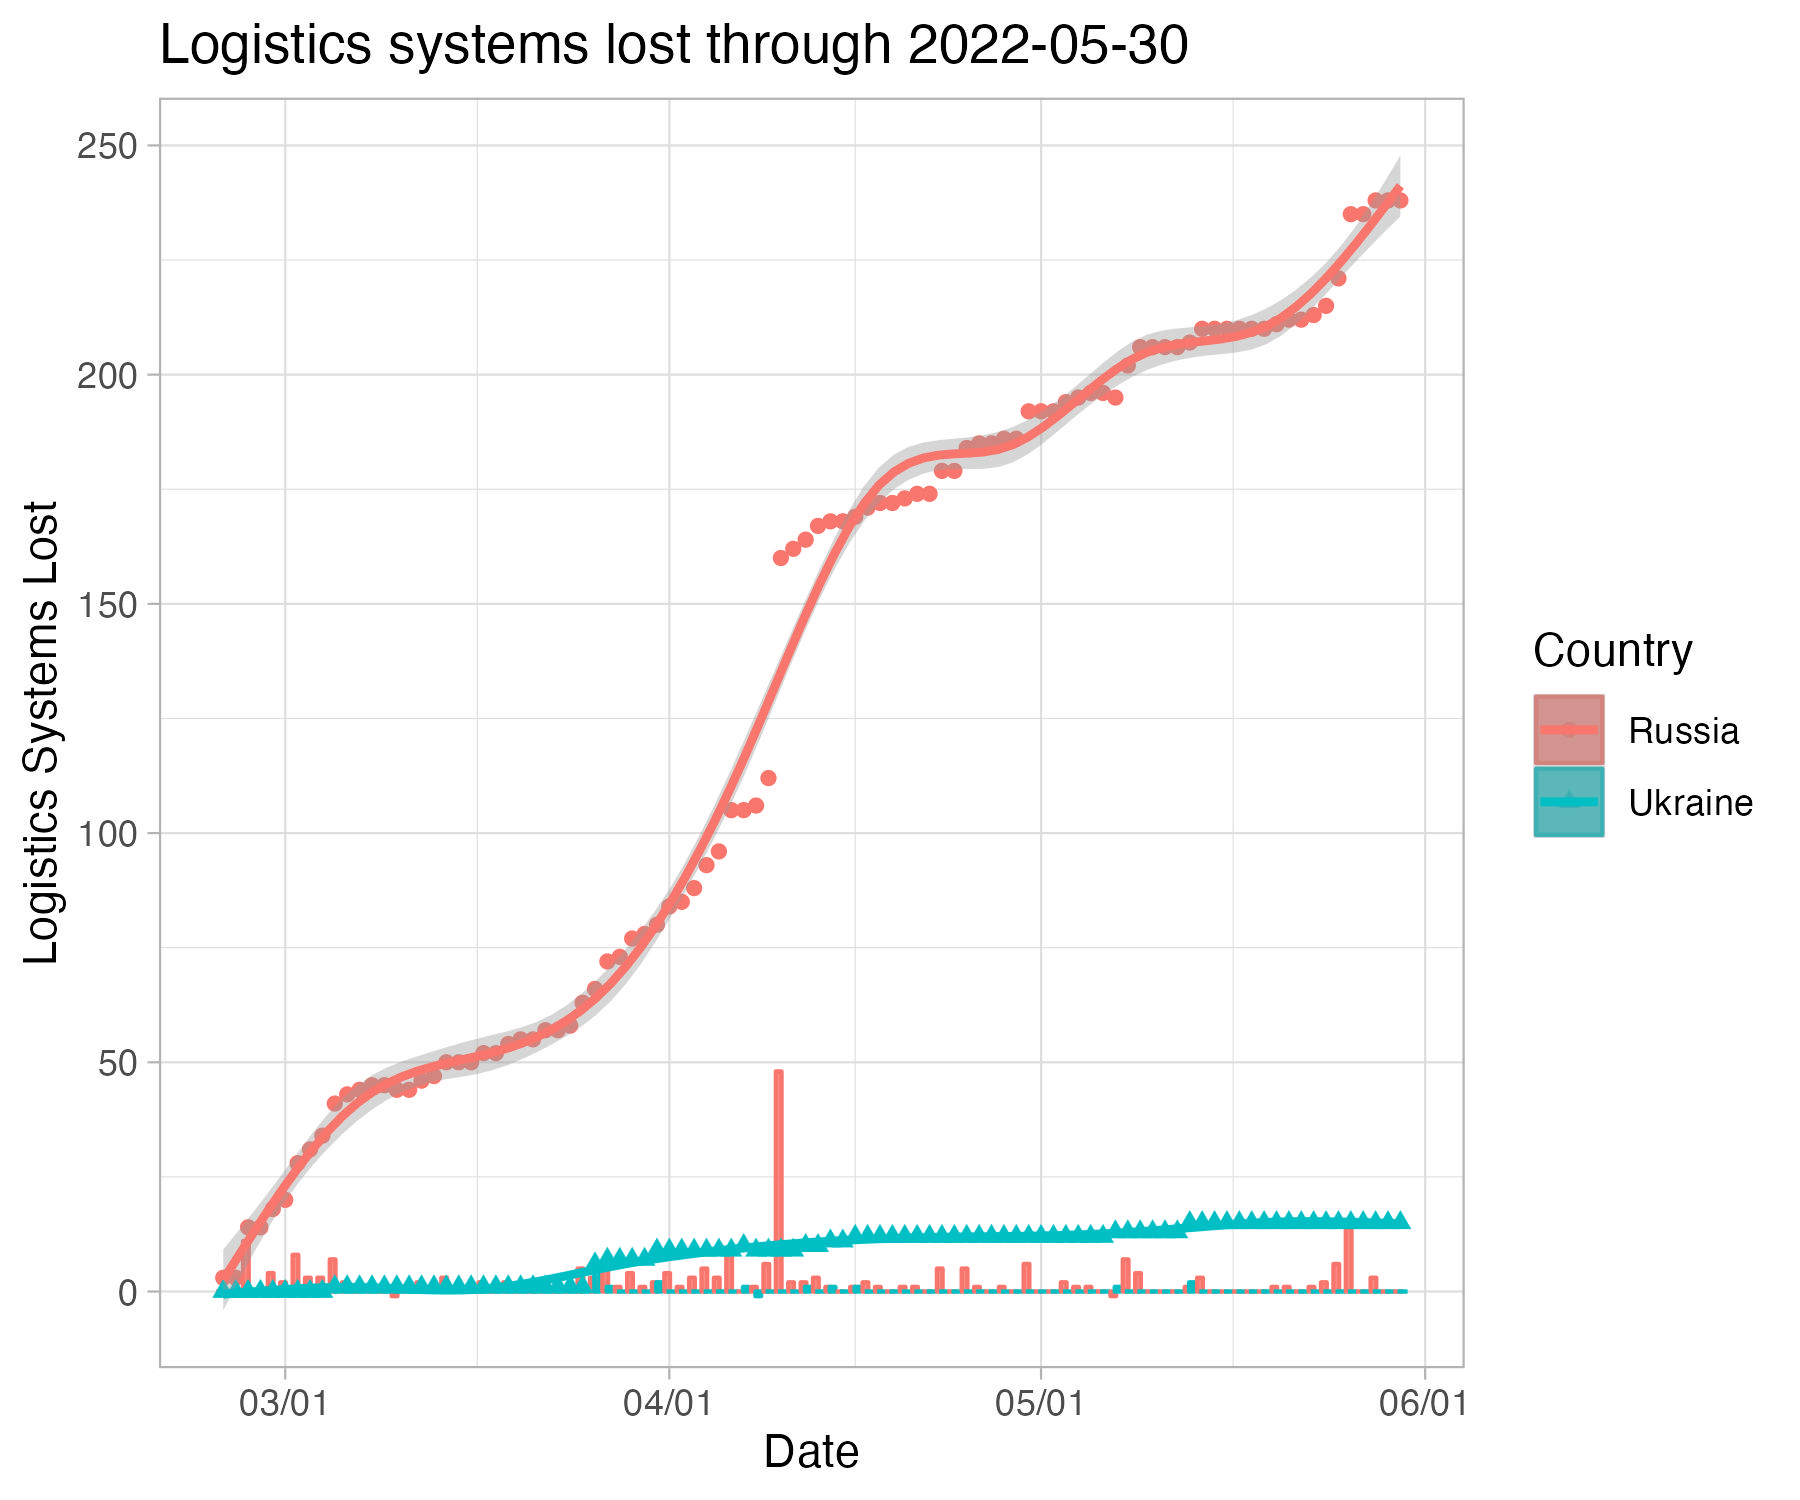 Logistics systems lost through 2022-05-30
Logistics Systems Lost
250
200
150
100
50
0
03/01
04/01
05/01
06/01
Date
Country
Russia
Ukraine